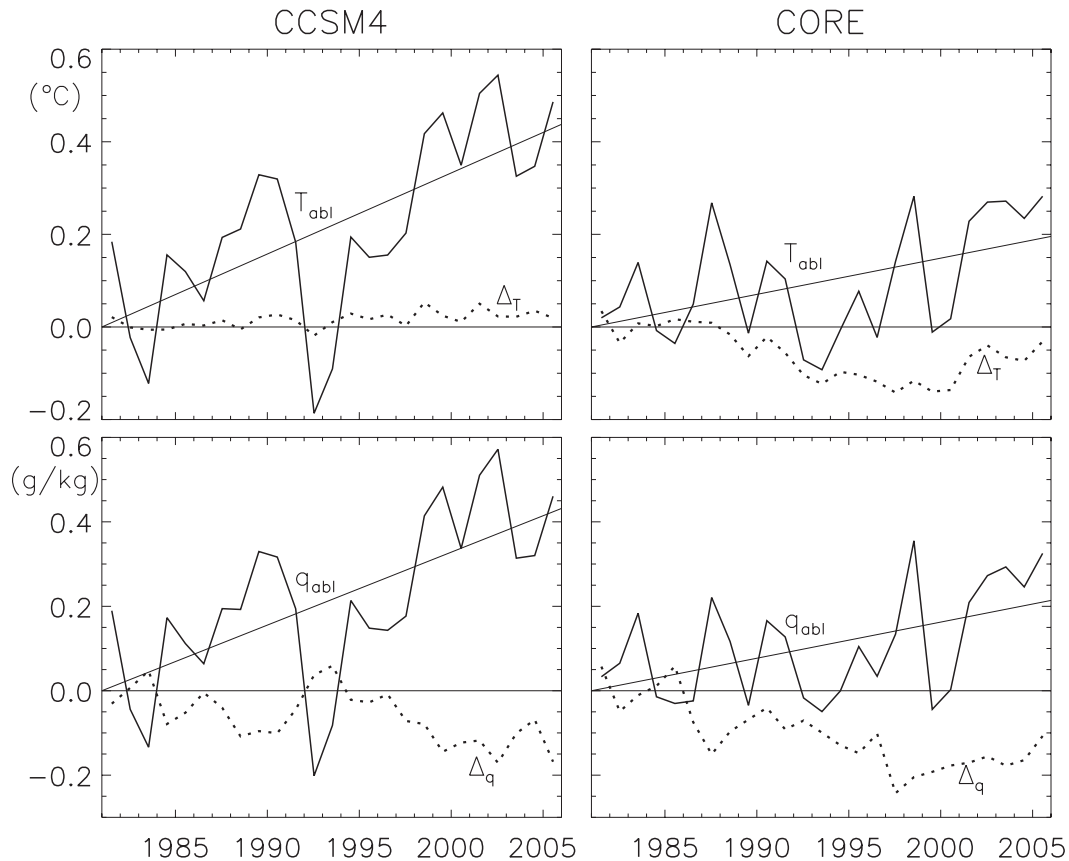 CCSM4 CORE
0.6
(°C)
0.4
0.2
0.0
−0.2
T_abl
Δ_T
T_abl
Δ_T
0.6
(g/kg)
0.4
0.2
0.0
−0.2
q_abl
Δ_q
q_abl
Δ_q
1985 1990 1995 2000 2005 1985 1990 1995 2000 2005